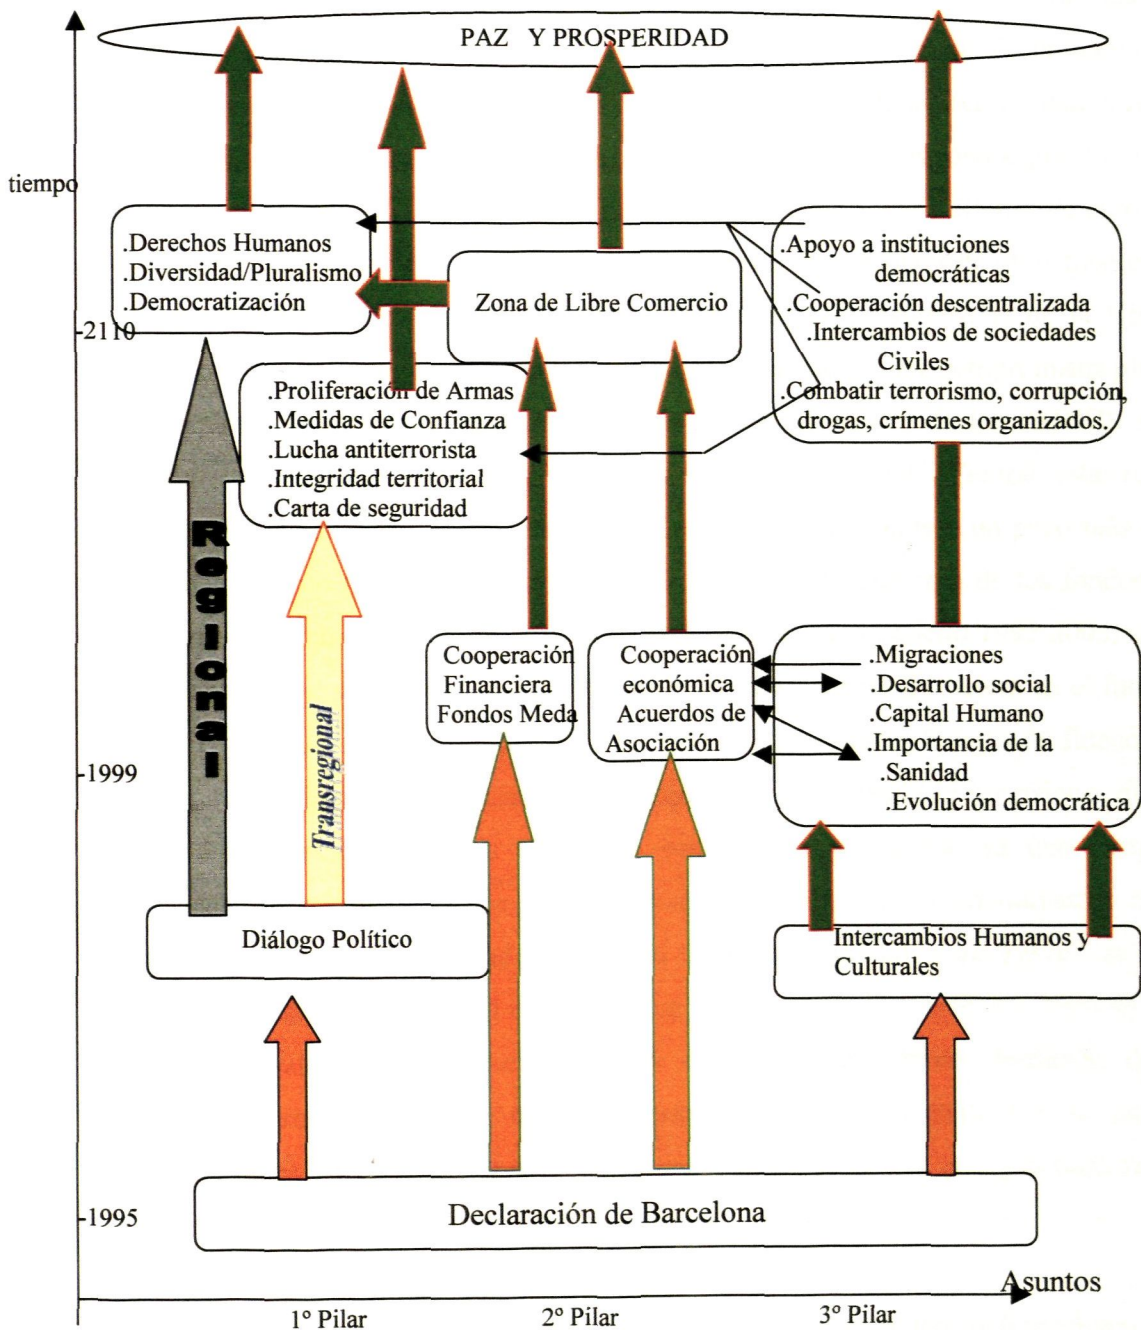 PAZ Y PROSPERIDAD
tiempo
.Derechos Humanos
.Diversidad/Pluralismo
.Democratización
Zona de Libre Comercio
.Apoyo a instituciones
democráticas
.Cooperación descentralizada
.Intercambios de sociedades
Civiles
.Combatir terrorismo, corrupción,
drogas, crímenes organizados.
-2110
.Proliferación de Armas
.Medidas de Confianza
.Lucha antiterrorista
.Integridad territorial
.Carta de seguridad
Regional
Transregional
Cooperación
Financiera
Fondos Meda
Cooperación
económica
Acuerdos de
Asociación
.Migraciones
.Desarrollo social
.Capital Humano
.Importancia de la
.Sanidad
.Evolución democrática
-1999
Diálogo Político
Intercambios Humanos y
Culturales
Declaración de Barcelona
-1995
Asuntos
1º Pilar
2º Pilar
3º Pilar